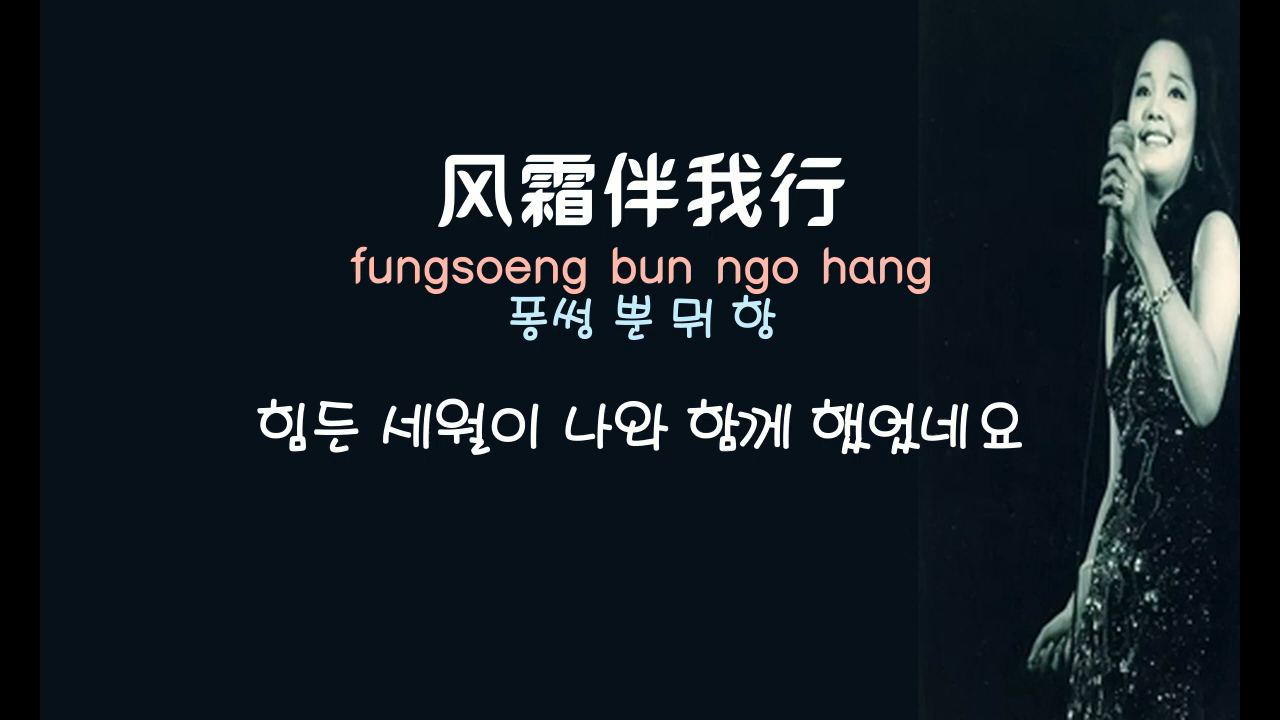 风霜伴我行
fungsoeng bun ngo hang
퐁썽 뿐 뭐 항
힘든 세월이 나와 함께 했었네요